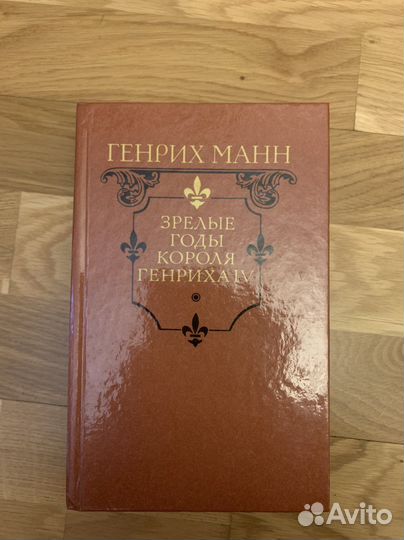 ГЕНРИХ МАНН
ЗРЕЛЫЕ
ГОДЫ
КОРОЛЯ
ГЕНРИХА IV
Avito